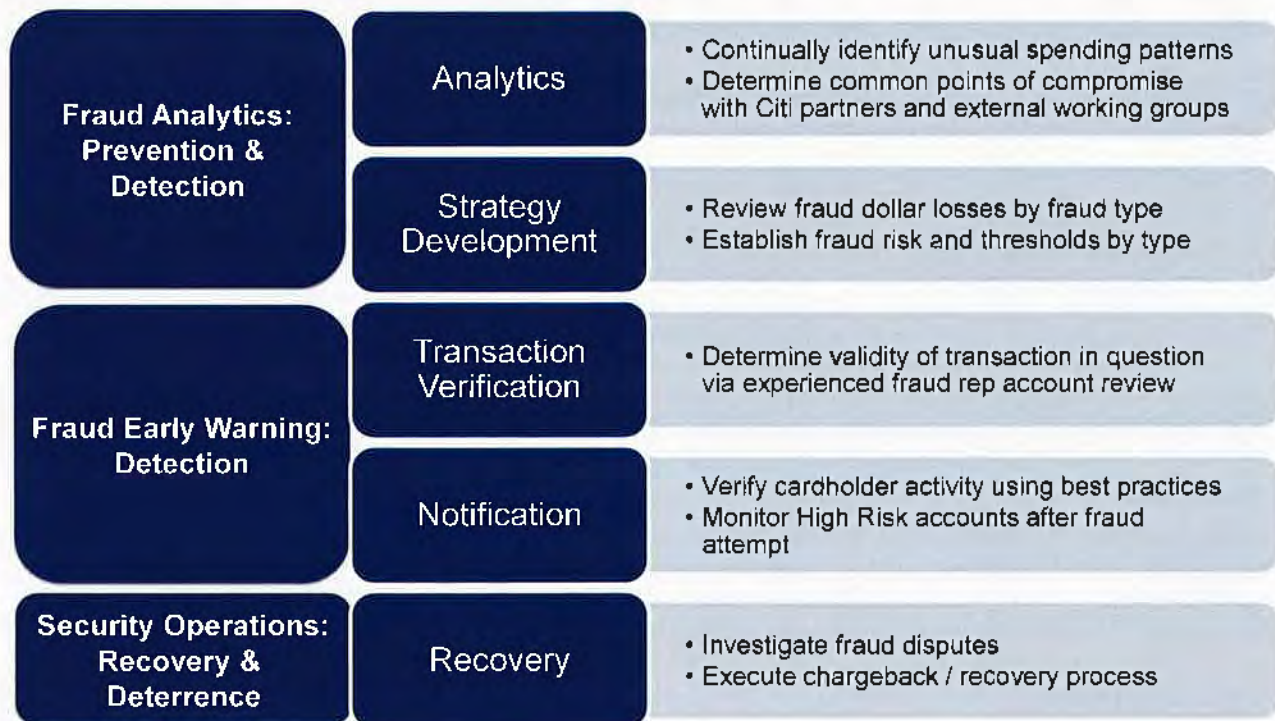 Fraud Analytics:
Prevention &
Detection
Analytics
• Continually identify unusual spending patterns
• Determine common points of compromise
with Citi partners and external working groups
Strategy
Development
• Review fraud dollar losses by fraud type
• Establish fraud risk and thresholds by type
Fraud Early Warning:
Detection
Transaction
Verification
• Determine validity of transaction in question
via experienced fraud rep account review
Notification
• Verify cardholder activity using best practices
• Monitor High Risk accounts after fraud
attempt
Security Operations:
Recovery &
Deterrence
Recovery
• Investigate fraud disputes
• Execute chargeback / recovery process